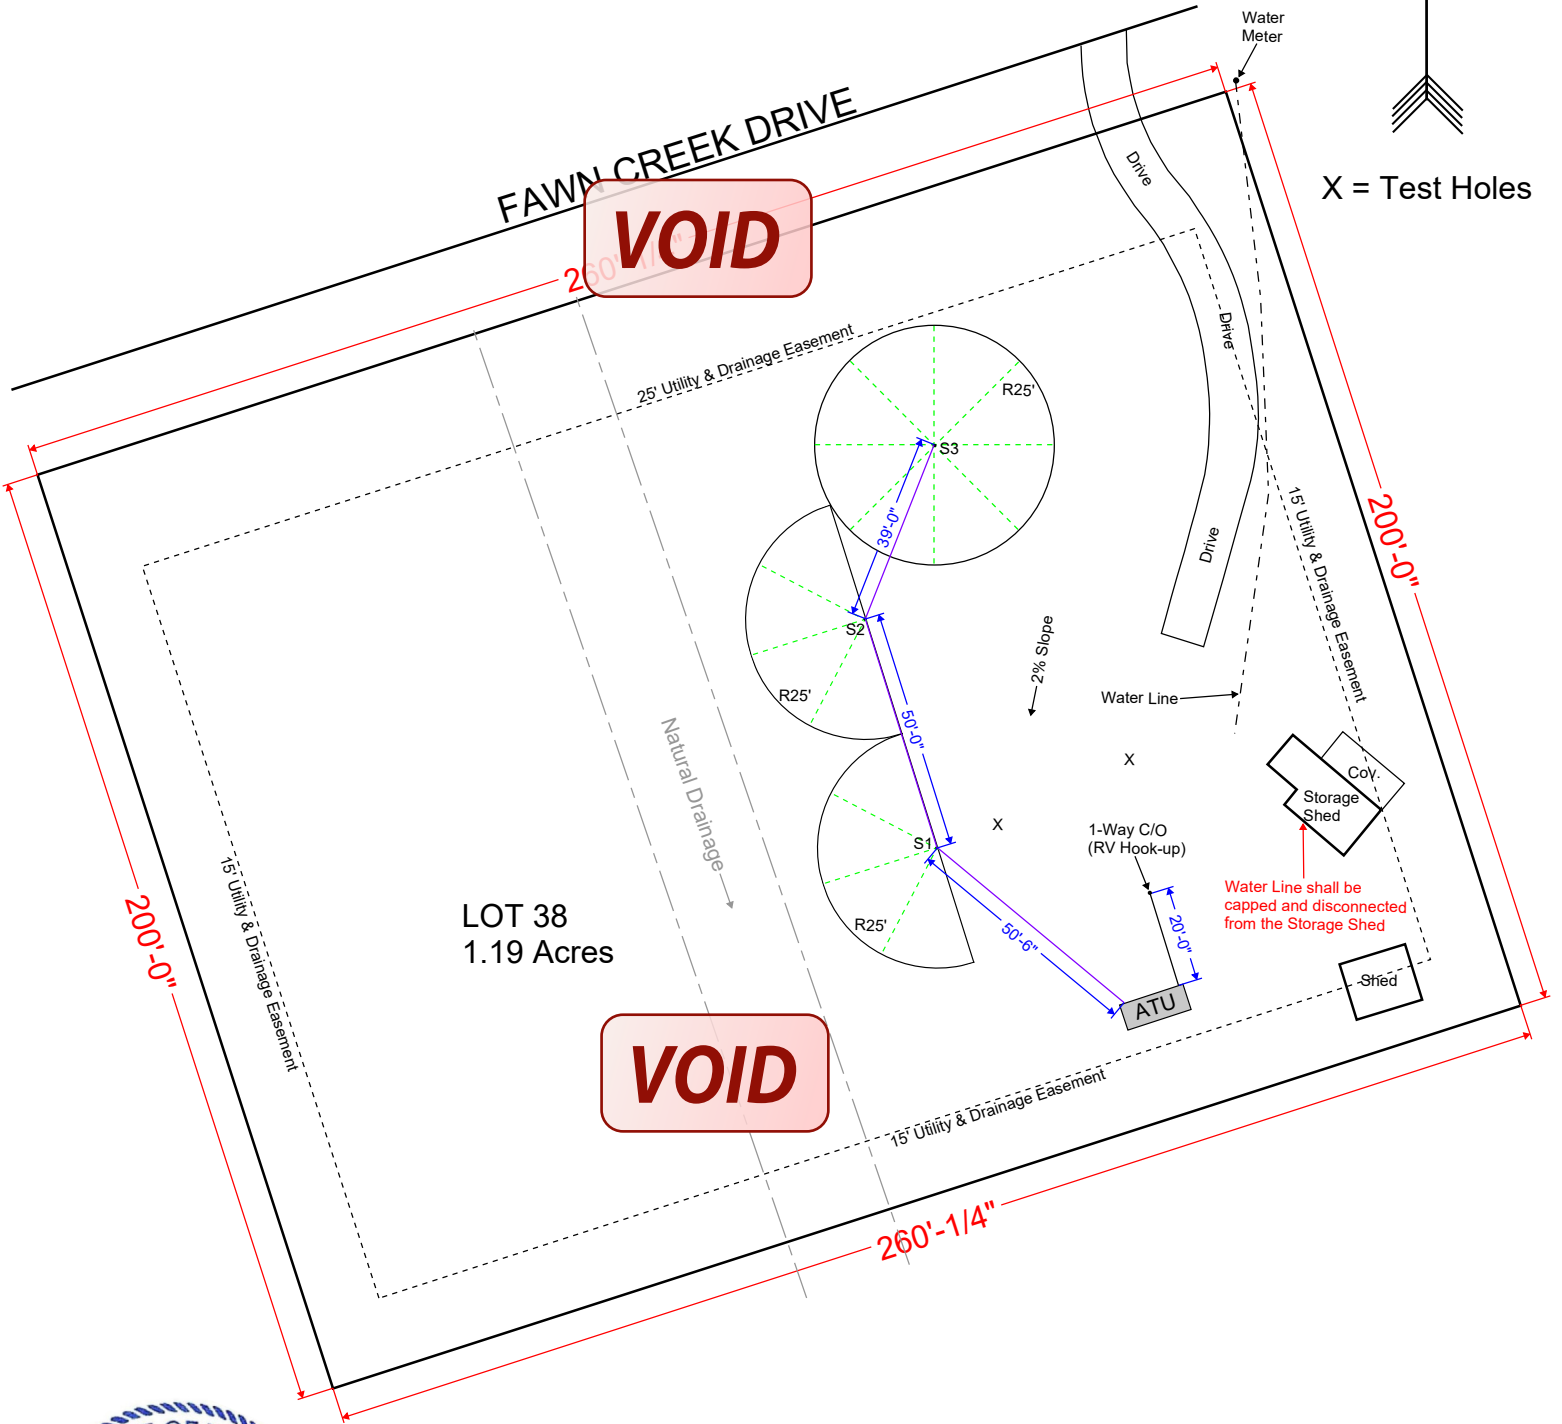 Water
Meter
FAWN CREEK DRIVE
Drive
X = Test Holes
VOID
260'-1/4"
25' Utility & Drainage Easement
Drive
R25'
S3
39'-0"
15' Utility & Drainage Easement
200'-0"
Drive
S2
R25'
2% Slope
50'-0"
Water Line
Natural Drainage
X
Cov.
Storage
Shed
X
1-Way C/O
(RV Hook-up)
S1
Water Line shall be
capped and disconnected
from the Storage Shed
R25'
50'-6"
20'-0"
LOT 38
1.19 Acres
15' Utility & Drainage Easement
200'-0"
Shed
ATU
VOID
15' Utility & Drainage Easement
260'-1/4"